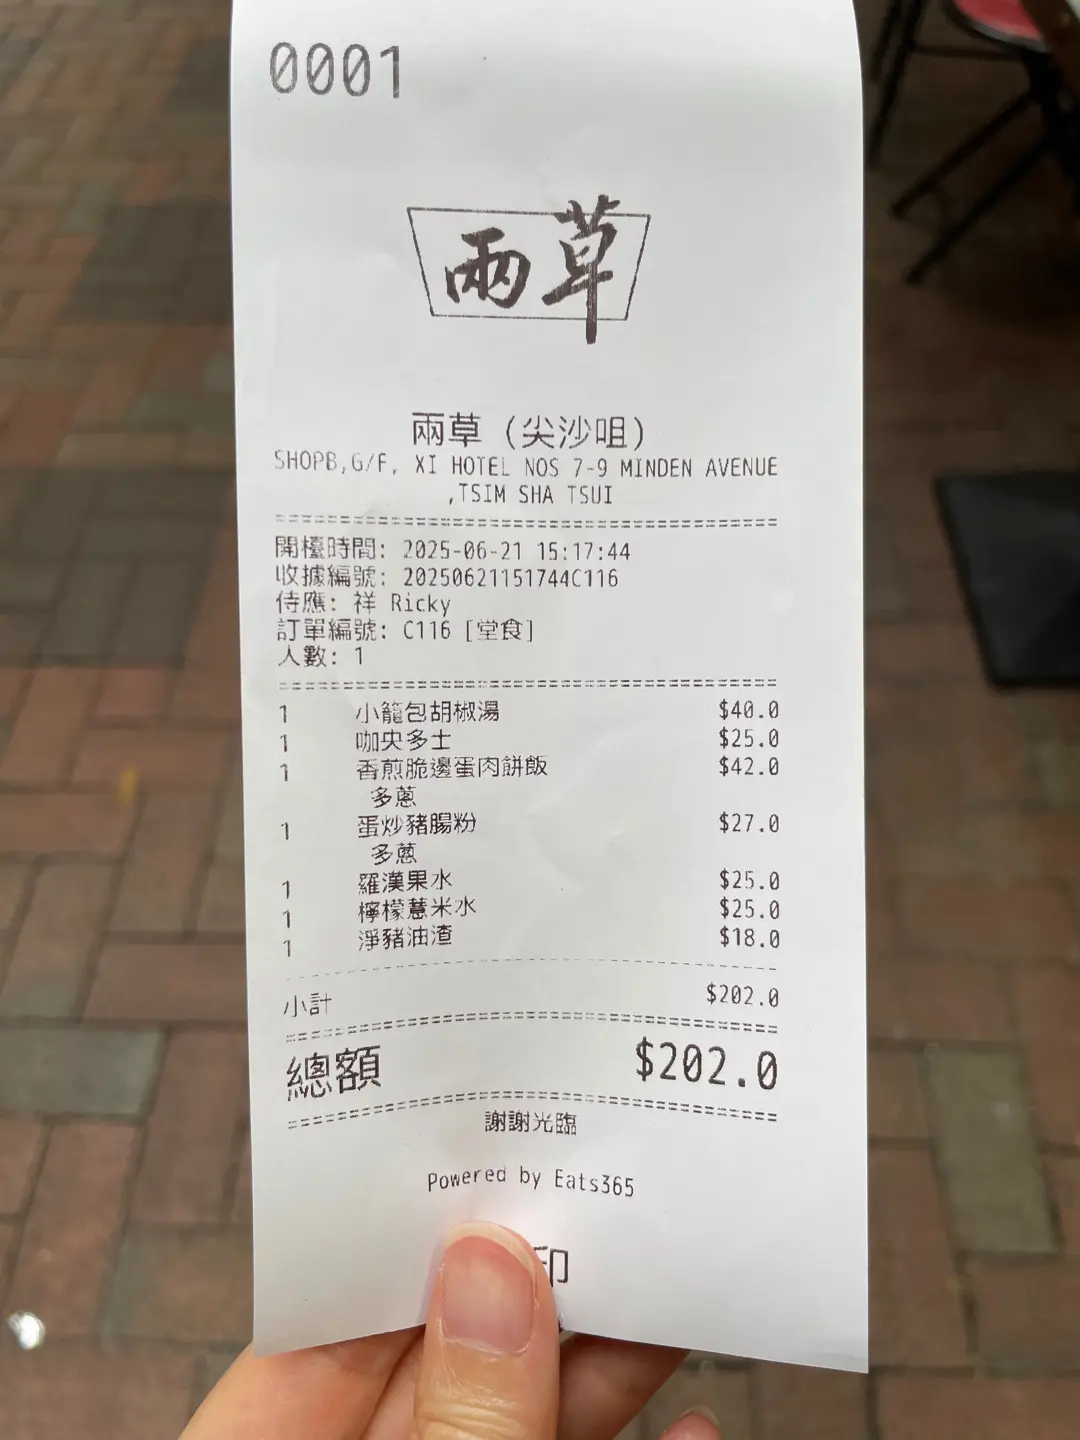 0001
兩草
兩草（尖沙咀）
SHOPB,G/F, XI HOTEL NOS 7-9 MINDEN AVENUE
,TSIM SHA TSUI
開檯時間: 2025-06-21 15:17:44
收據編號: 20250621151744C116
侍應: 祥 Ricky
訂單編號: C116 [堂食]
人數: 1
1 小籠包胡椒湯 $40.0
1 咖央多士 $25.0
1 香煎脆邊蛋肉餅飯 $42.0
多蔥
1 蛋炒豬腸粉 $27.0
多蔥
1 羅漢果水 $25.0
1 檸檬薏米水 $25.0
1 淨豬油渣 $18.0
小計 $202.0
總額 $202.0
謝謝光臨
Powered by Eats365
印